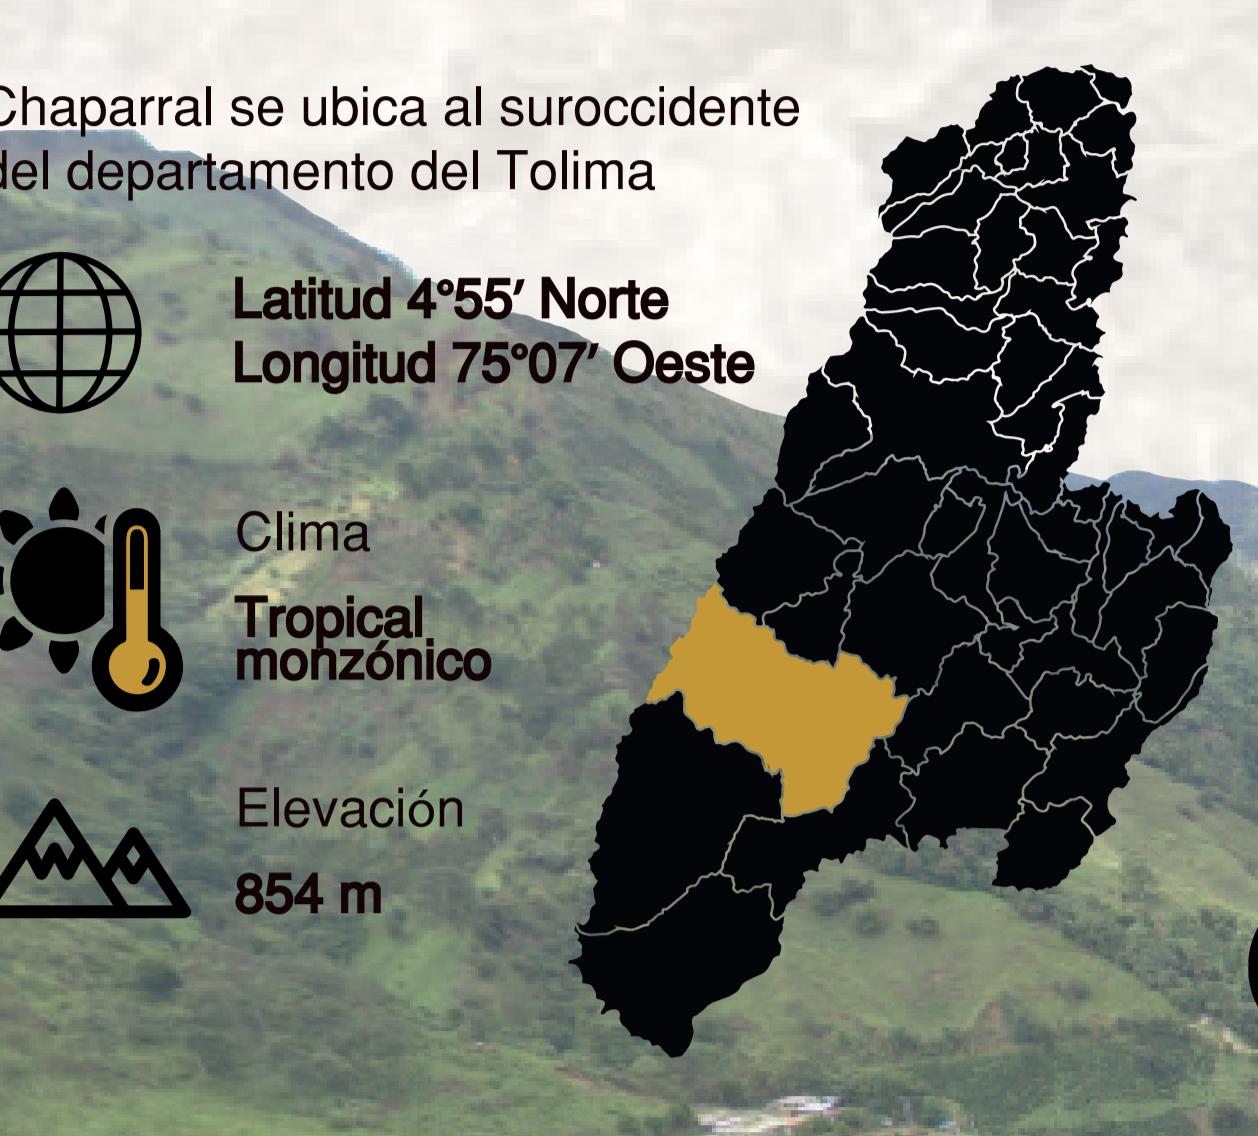 Chaparral se ubica al suroccidente
del departamento del Tolima
Latitud 4°55′ Norte
Longitud 75°07′ Oeste
Clima
Tropical
monzónico
Elevación
854 m